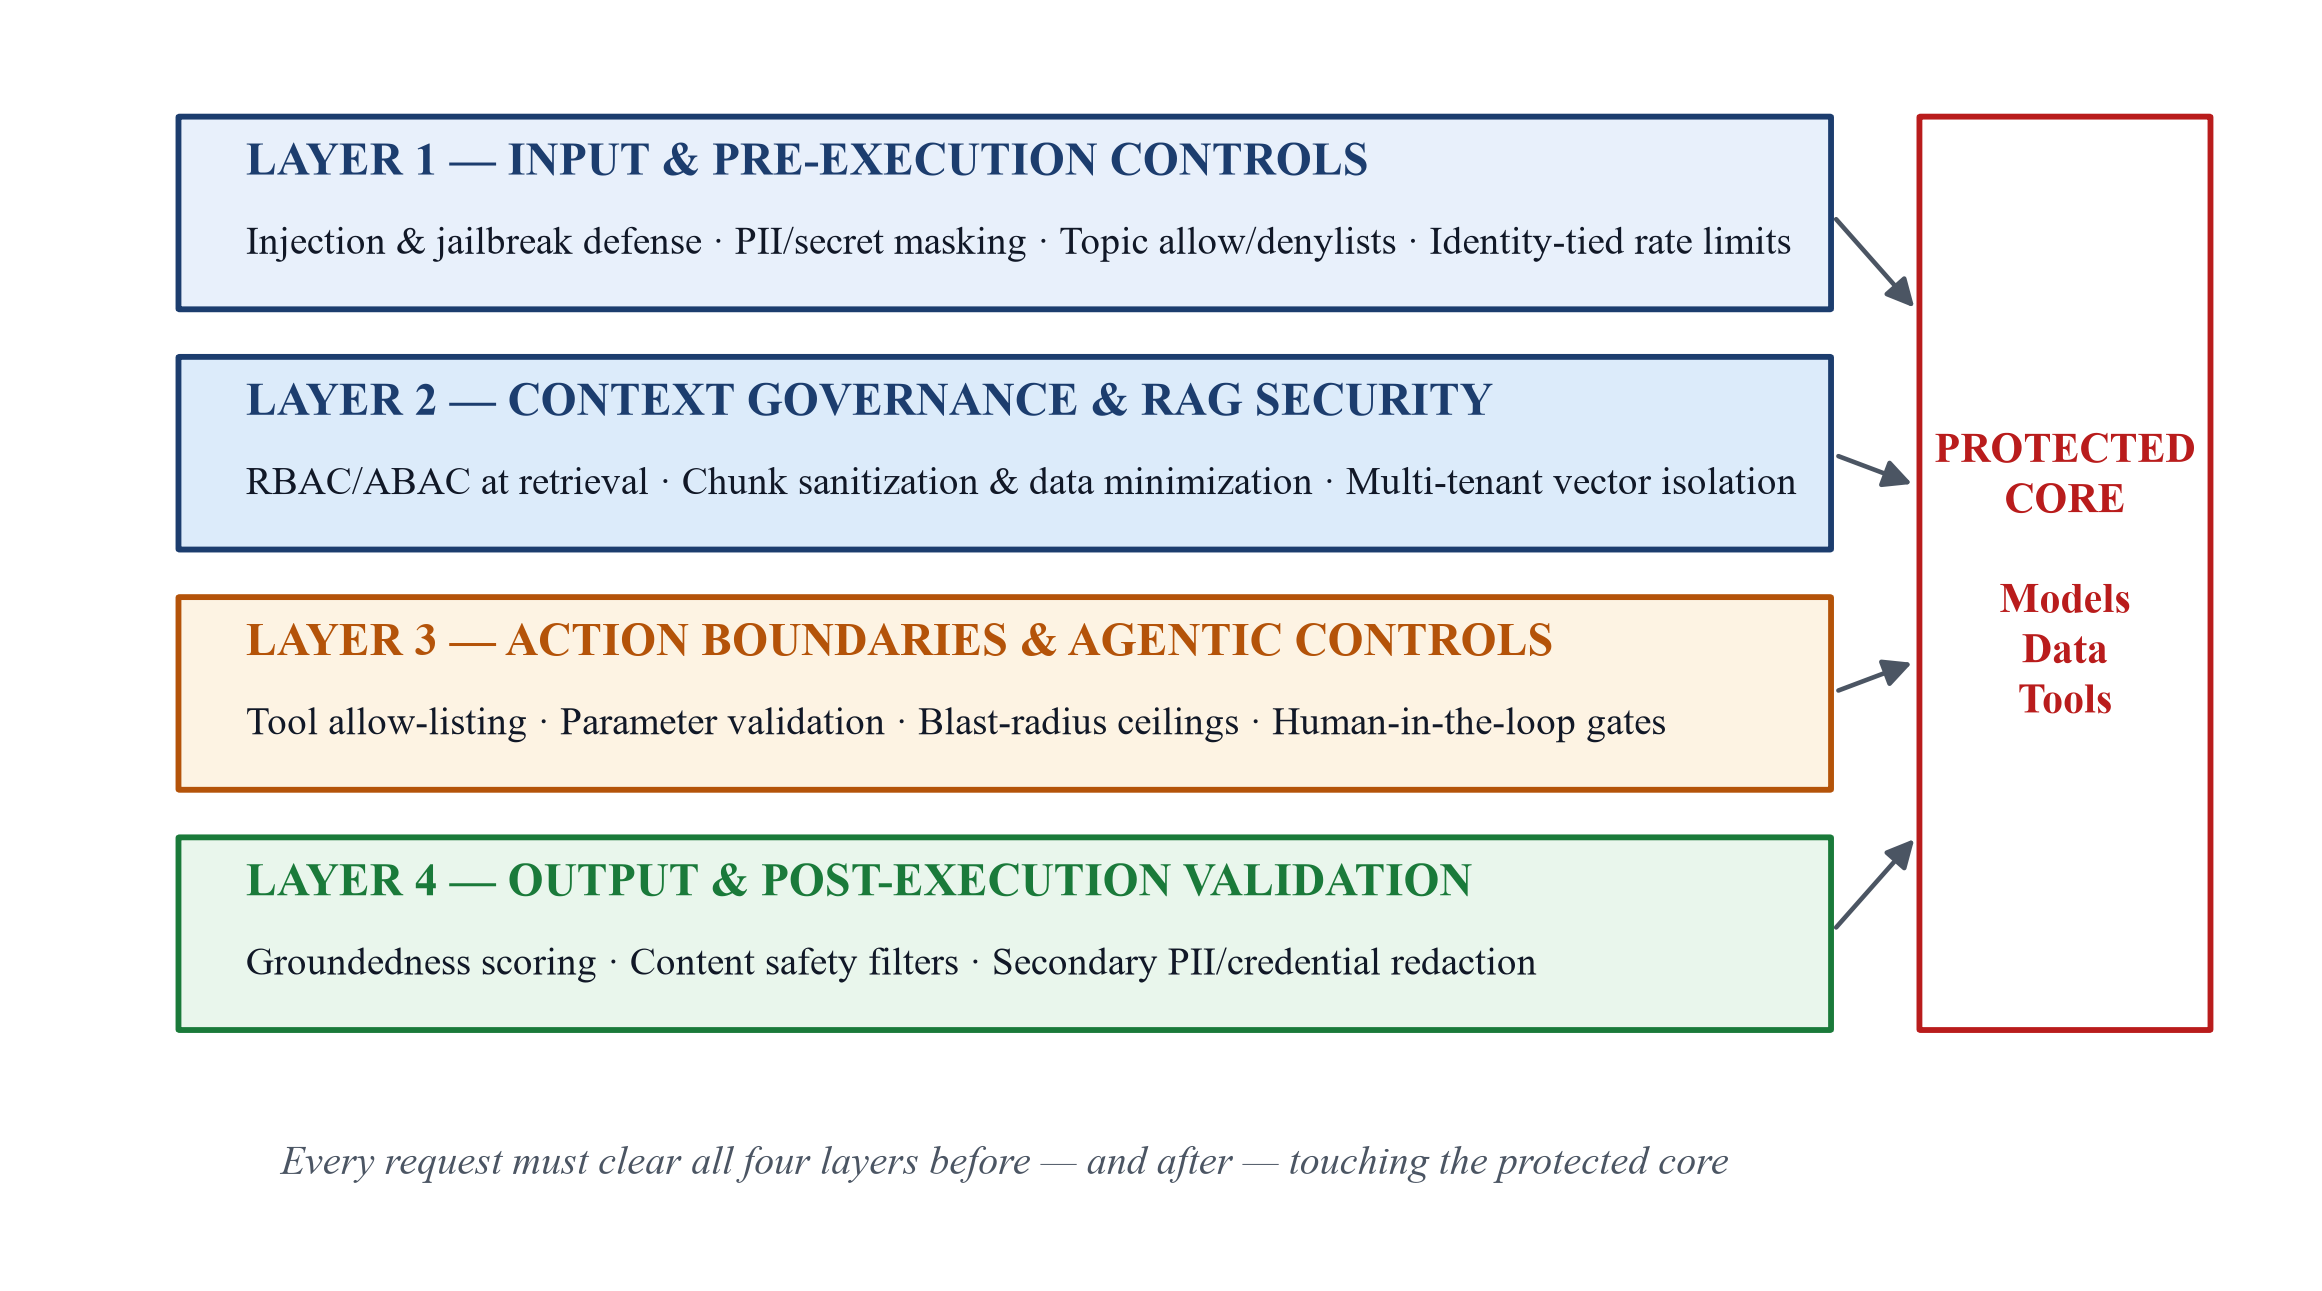 LAYER 1 — INPUT & PRE-EXECUTION CONTROLS
Injection & jailbreak defense · PII/secret masking · Topic allow/denylists · Identity-tied rate limits
LAYER 2 — CONTEXT GOVERNANCE & RAG SECURITY
RBAC/ABAC at retrieval · Chunk sanitization & data minimization · Multi-tenant vector isolation
LAYER 3 — ACTION BOUNDARIES & AGENTIC CONTROLS
Tool allow-listing · Parameter validation · Blast-radius ceilings · Human-in-the-loop gates
LAYER 4 — OUTPUT & POST-EXECUTION VALIDATION
Groundedness scoring · Content safety filters · Secondary PII/credential redaction
PROTECTED
CORE
Models
Data
Tools
Every request must clear all four layers before — and after — touching the protected core